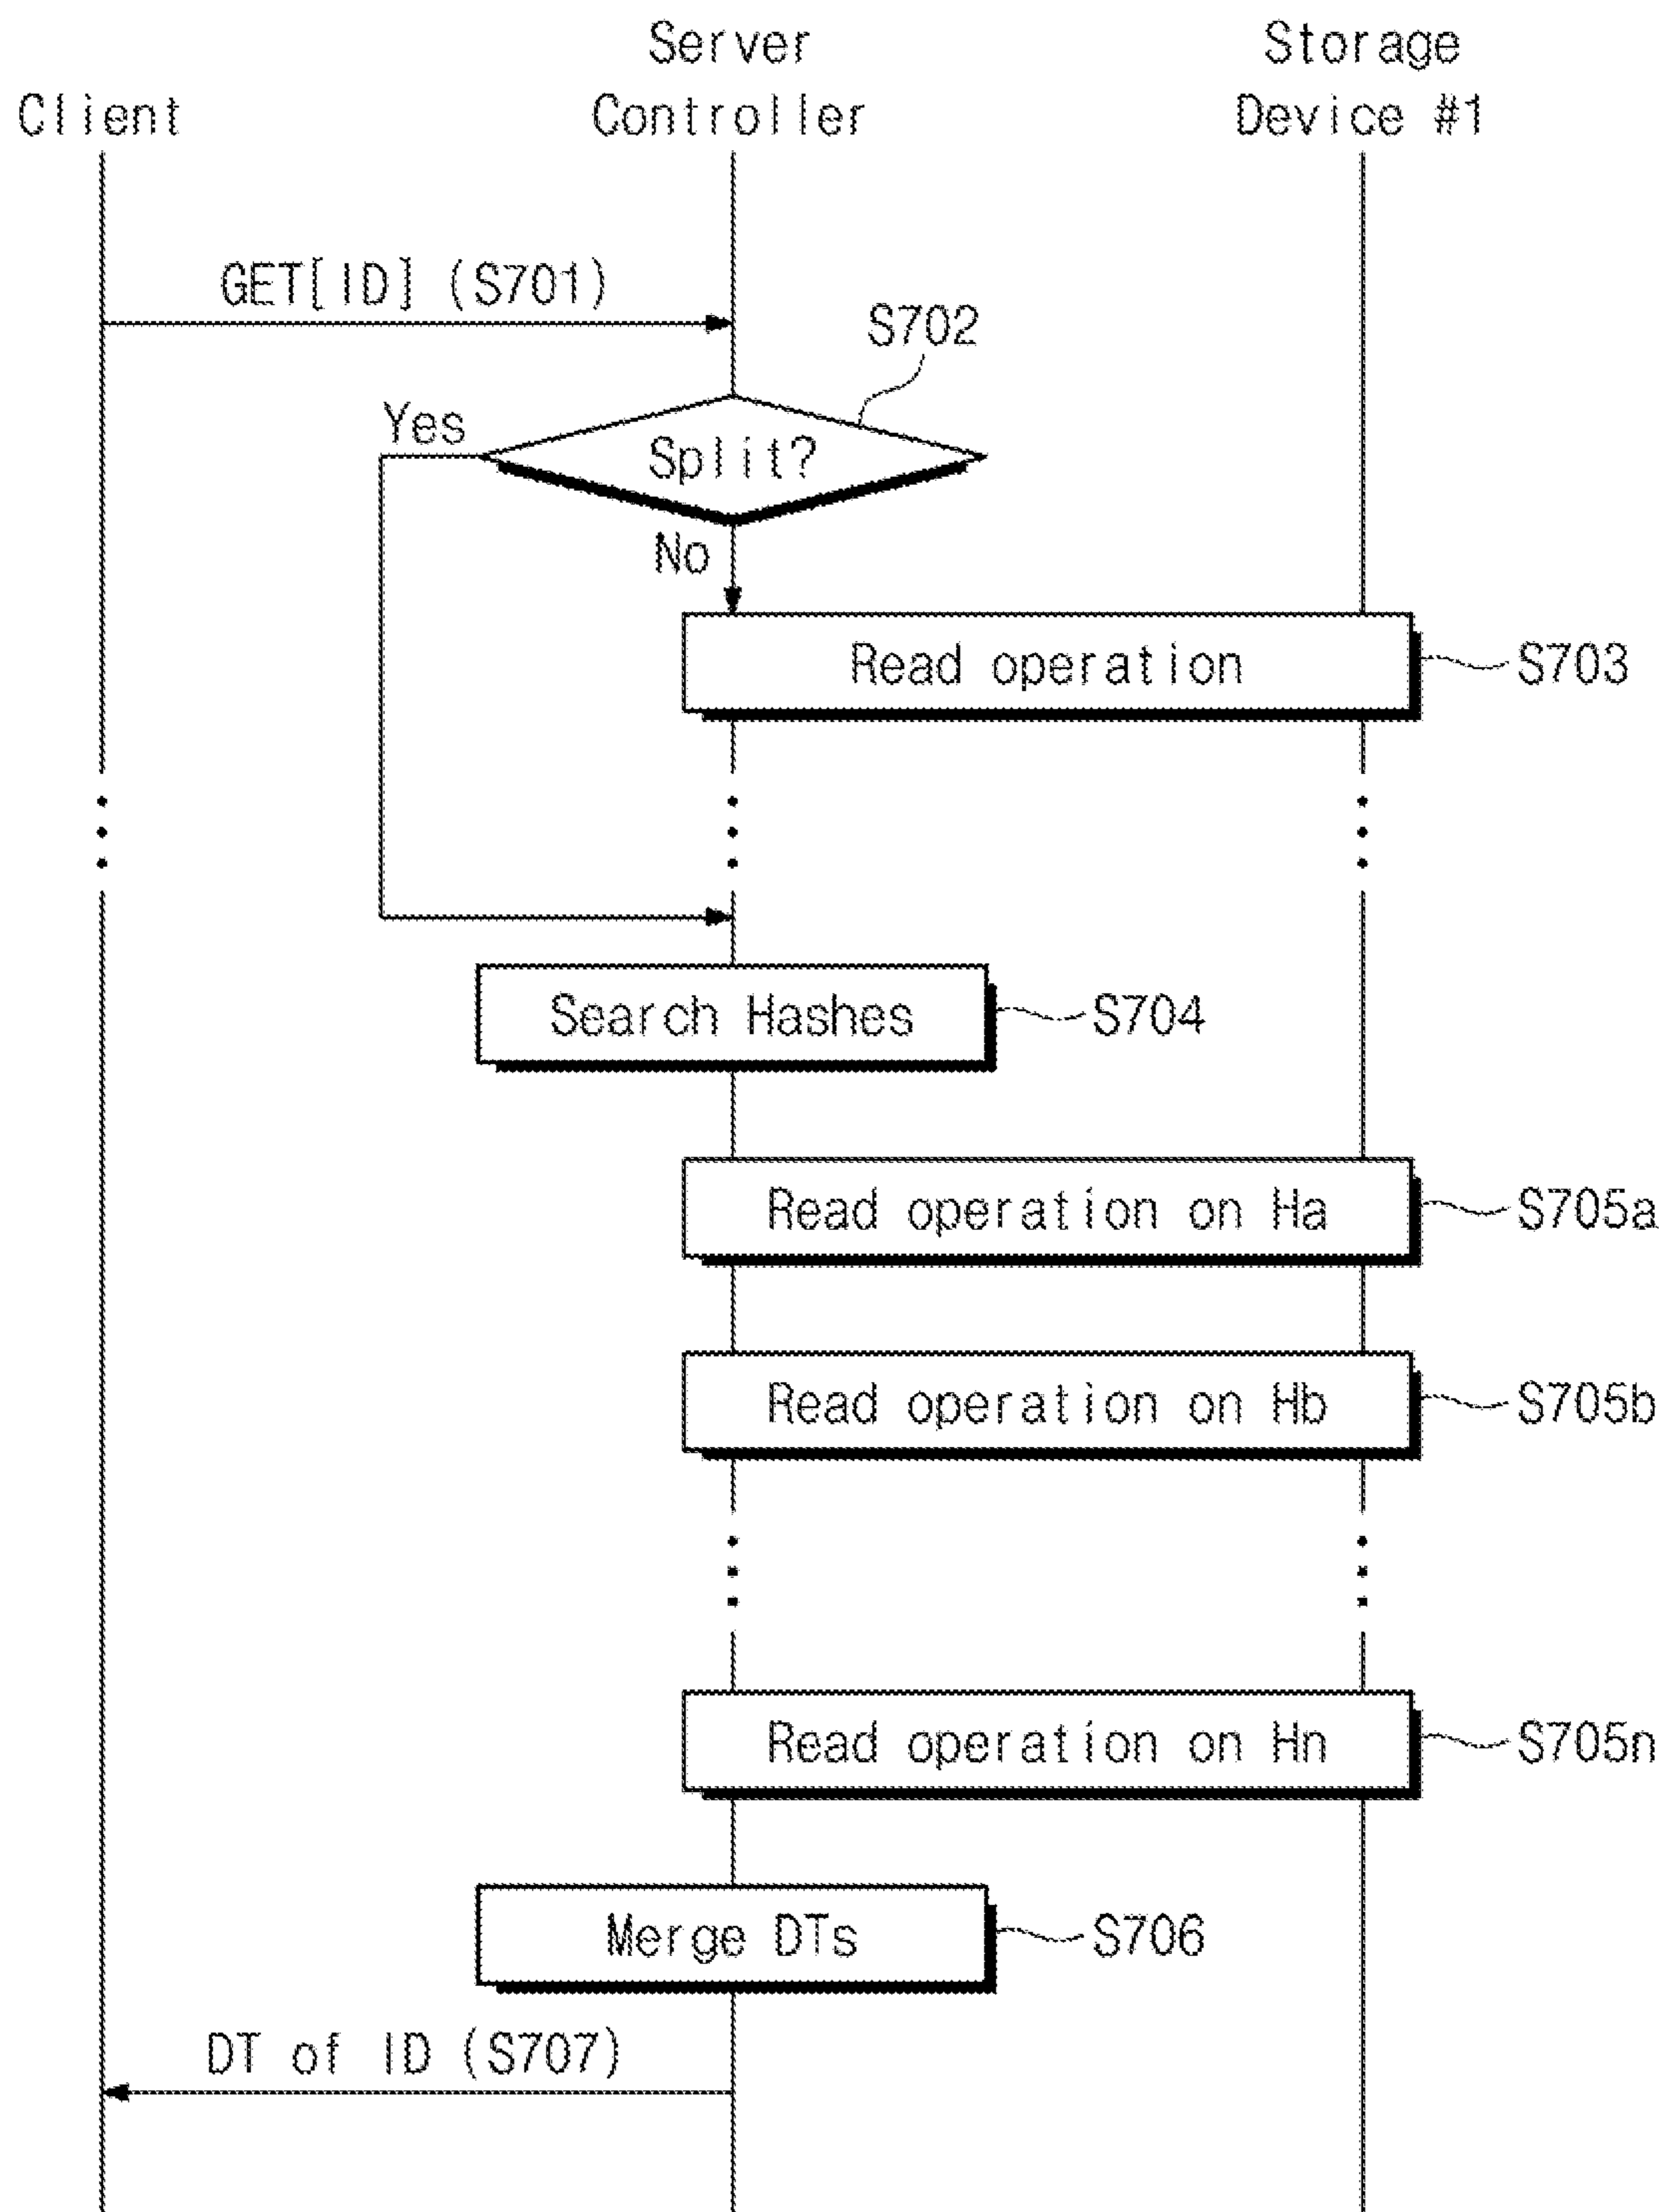 Client
Server
Controller
Storage
Device #1
GET[ID] (S701)
S702
Yes
Split?
No
Read operation
S703
Search Hashes
S704
Read operation on Ha
S705a
Read operation on Hb
S705b
Read operation on Hn
S705n
Merge DTs
S706
DT of ID (S707)